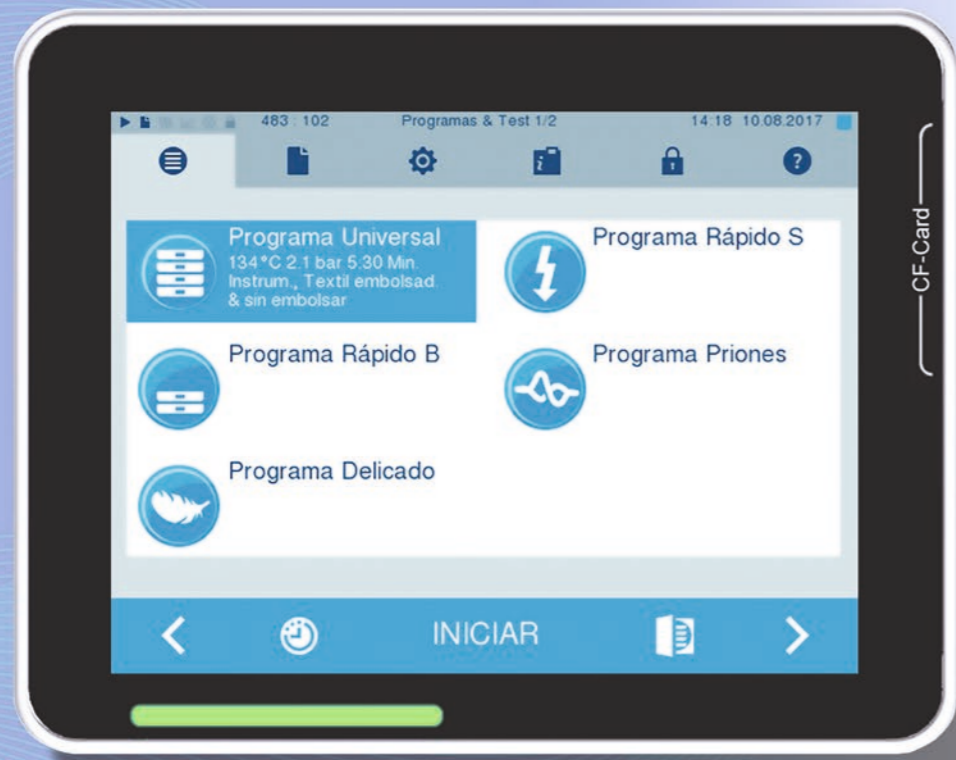 483 : 102
Programas & Test 1/2
14:18 10.08.2017
Programa Universal
134°C 2.1 bar 5:30 Min.
Instrum., Textil embolsad.
& sin embolsar
Programa Rápido S
Programa Rápido B
Programa Priones
Programa Delicado
INICIAR
CF-Card